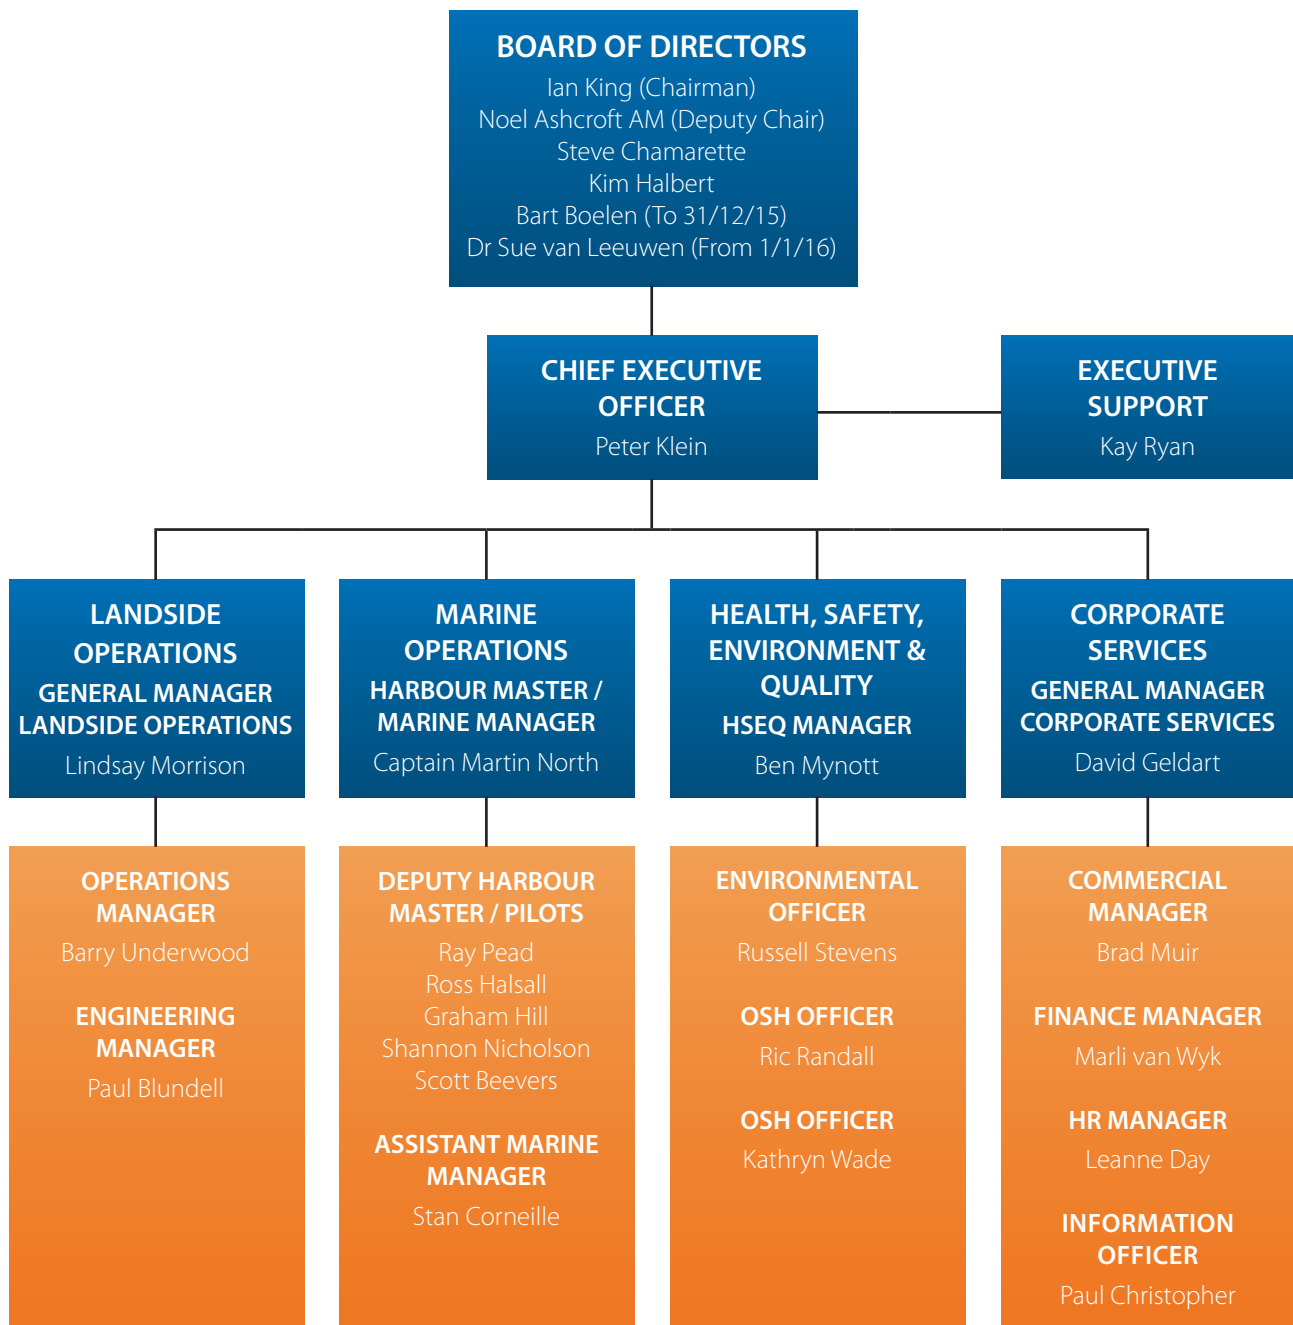 BOARD OF DIRECTORS
Ian King (Chairman)
Noel Ashcroft AM (Deputy Chair)
Steve Chamarette
Kim Halbert
Bart Boelen (To 31/12/15)
Dr Sue van Leeuwen (From 1/1/16)
CHIEF EXECUTIVE
OFFICER
Peter Klein
EXECUTIVE
SUPPORT
Kay Ryan
LANDSIDE
OPERATIONS
GENERAL MANAGER
LANDSIDE OPERATIONS
Lindsay Morrison
MARINE
OPERATIONS
HARBOUR MASTER /
MARINE MANAGER
Captain Martin North
HEALTH, SAFETY,
ENVIRONMENT &
QUALITY
HSEQ MANAGER
Ben Mynott
CORPORATE
SERVICES
GENERAL MANAGER
CORPORATE SERVICES
David Geldart
OPERATIONS
MANAGER
Barry Underwood
ENGINEERING
MANAGER
Paul Blundell
DEPUTY HARBOUR
MASTER / PILOTS
Ray Pead
Ross Halsall
Graham Hill
Shannon Nicholson
Scott Beevers
ASSISTANT MARINE
MANAGER
Stan Corneille
ENVIRONMENTAL
OFFICER
Russell Stevens
OSH OFFICER
Ric Randall
OSH OFFICER
Kathryn Wade
COMMERCIAL
MANAGER
Brad Muir
FINANCE MANAGER
Marli van Wyk
HR MANAGER
Leanne Day
INFORMATION
OFFICER
Paul Christopher